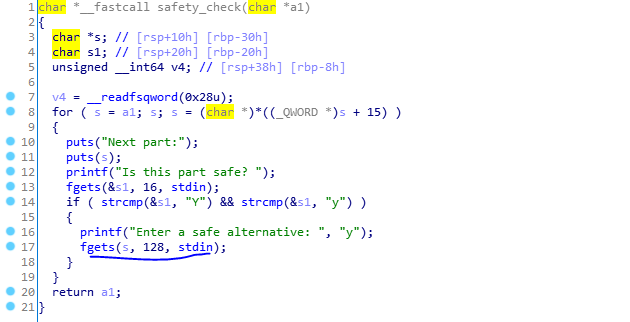 1 char *__fastcall safety_check(char *a1)
2 {
3   char *s; // [rsp+10h] [rbp-30h]
4   char s1; // [rsp+20h] [rbp-20h]
5   unsigned __int64 v4; // [rsp+38h] [rbp-8h]
6
7   v4 = __readfsqword(0x28u);
8   for ( s = a1; s; s = (char *)*((_QWORD *)s + 15) )
9   {
10     puts("Next part:");
11     puts(s);
12     printf("Is this part safe? ");
13     fgets(&s1, 16, stdin);
14     if ( strcmp(&s1, "Y") && strcmp(&s1, "y") )
15     {
16       printf("Enter a safe alternative: ", "y");
17       fgets(s, 128, stdin);
18     }
19   }
20   return a1;
21 }